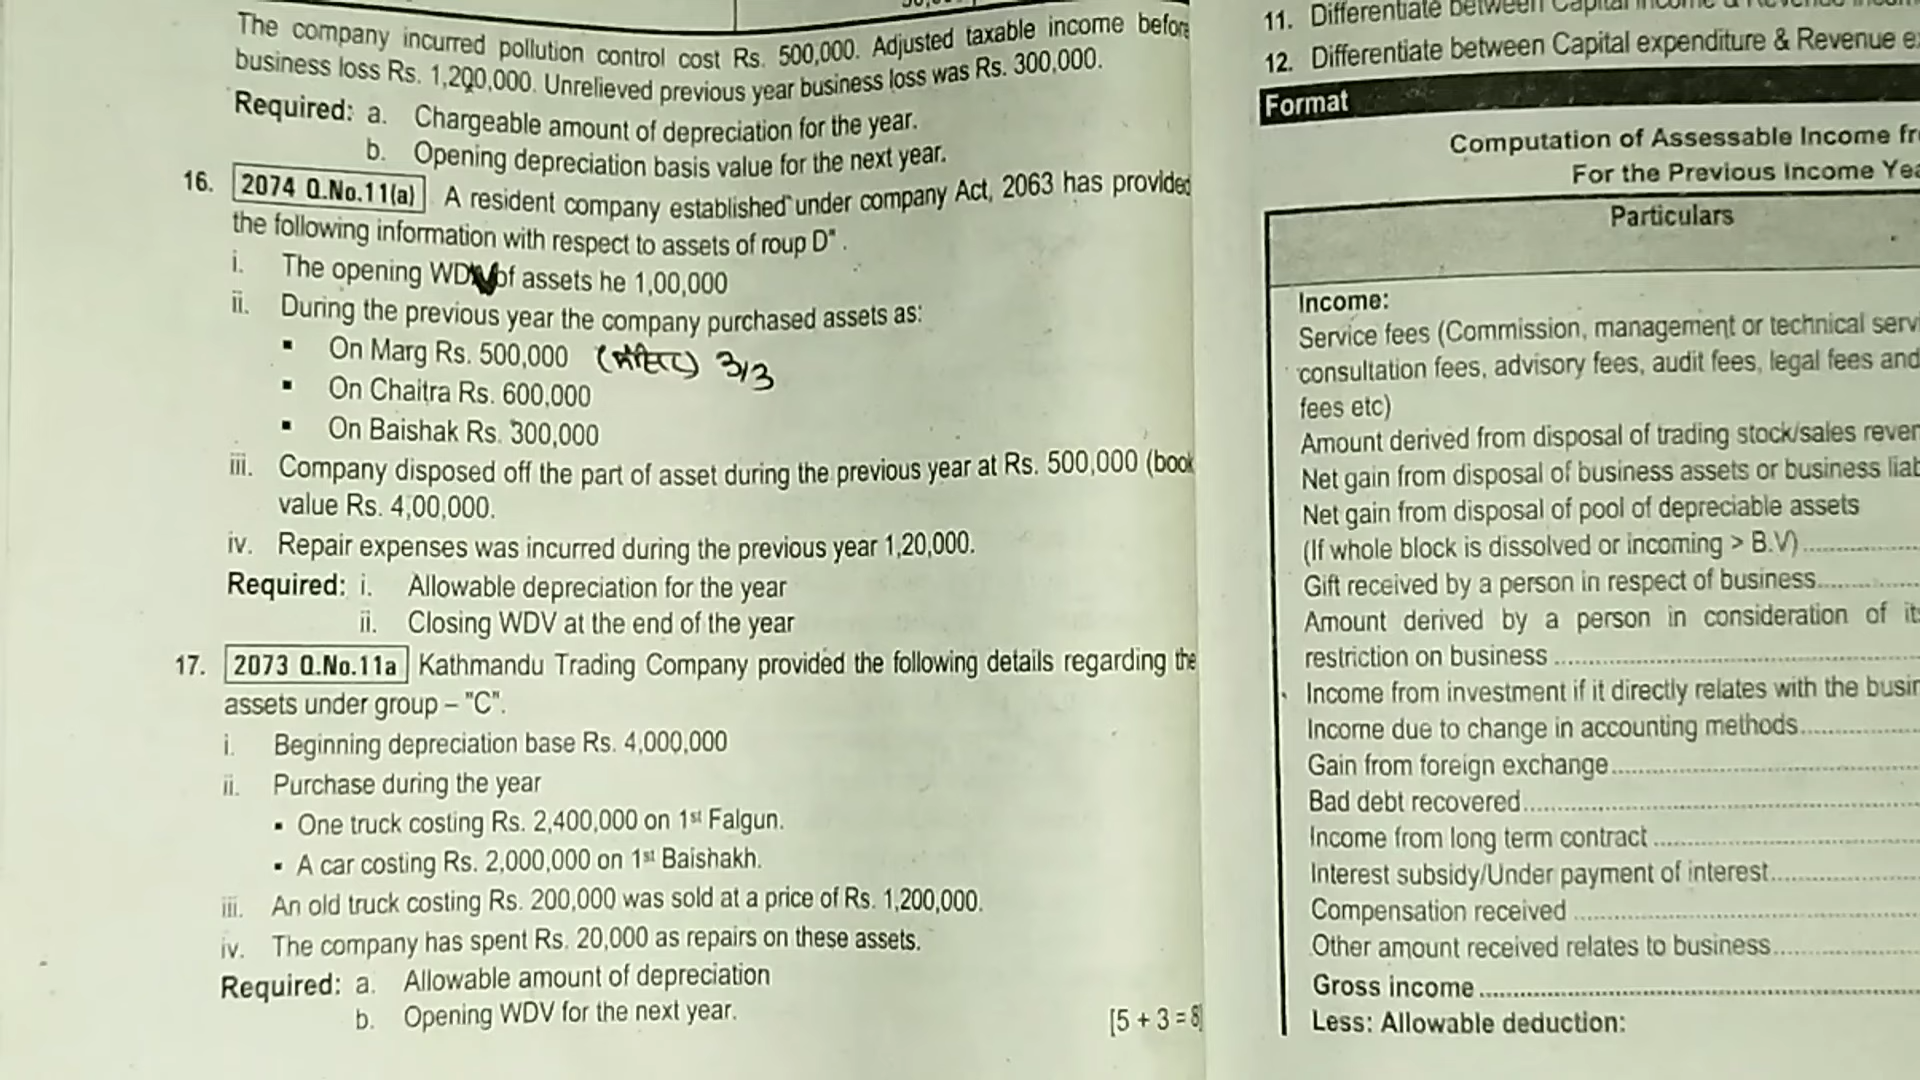 The company incurred pollution control cost Rs. 500,000. Adjusted taxable income before
business loss Rs. 1,200,000. Unrelieved previous year business loss was Rs. 300,000.
Required: a. Chargeable amount of depreciation for the year.
b. Opening depreciation basis value for the next year.
16. 2074 Q.No.11(a) A resident company established under company Act, 2063 has provided
the following information with respect to assets of roup D".
i. The opening WDV of assets he 1,00,000
ii. During the previous year the company purchased assets as:
▪ On Marg Rs. 500,000 3/3
▪ On Chaitra Rs. 600,000
▪ On Baishak Rs. 300,000
iii. Company disposed off the part of asset during the previous year at Rs. 500,000 (book
value Rs. 4,00,000.
iv. Repair expenses was incurred during the previous year 1,20,000.
Required: i. Allowable depreciation for the year
ii. Closing WDV at the end of the year
17. 2073 Q.No.11a Kathmandu Trading Company provided the following details regarding the
assets under group – "C".
i. Beginning depreciation base Rs. 4,000,000
ii. Purchase during the year
▪ One truck costing Rs. 2,400,000 on 1st Falgun.
▪ A car costing Rs. 2,000,000 on 1st Baishakh.
iii. An old truck costing Rs. 200,000 was sold at a price of Rs. 1,200,000.
iv. The company has spent Rs. 20,000 as repairs on these assets.
Required: a. Allowable amount of depreciation
b. Opening WDV for the next year.
[5 + 3 = 8]
11. Differentiate between Capital
12. Differentiate between Capital expenditure & Revenue
Format
Computation of Assessable Income
For the Previous Income
Particulars
Income:
Service fees (Commission, management or technical
consultation fees, advisory fees, audit fees, legal fees and
fees etc)
Amount derived from disposal of trading stock/sales
Net gain from disposal of business assets or business
Net gain from disposal of pool of depreciable assets
(If whole block is dissolved or incoming > B.V)
Gift received by a person in respect of business
Amount derived by a person in consideration of
restriction on business
Income from investment if it directly relates with the
Income due to change in accounting methods
Gain from foreign exchange
Bad debt recovered
Income from long term contract
Interest subsidy/Under payment of interest
Compensation received
Other amount received relates to business
Gross income
Less: Allowable deduction: